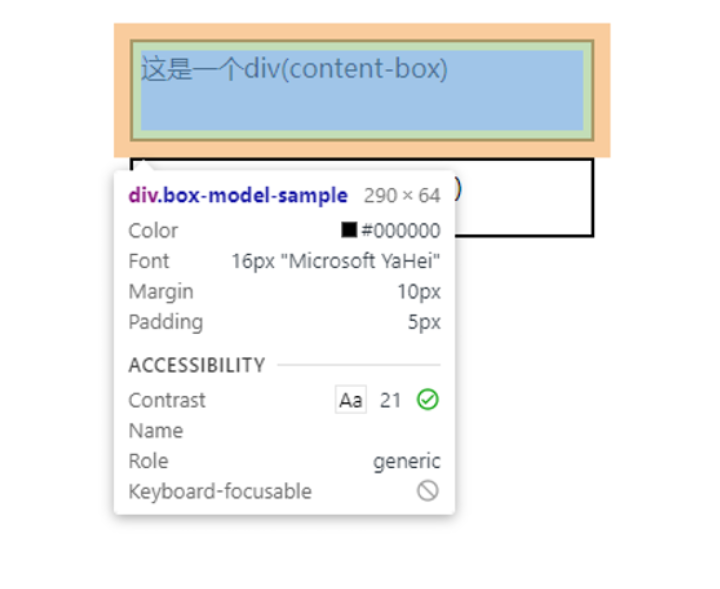 这是一个div(content-box)
)
div.box-model-sample 290 × 64
Color #000000
Font 16px "Microsoft YaHei"
Margin 10px
Padding 5px
ACCESSIBILITY
Contrast Aa 21
Name
Role generic
Keyboard-focusable